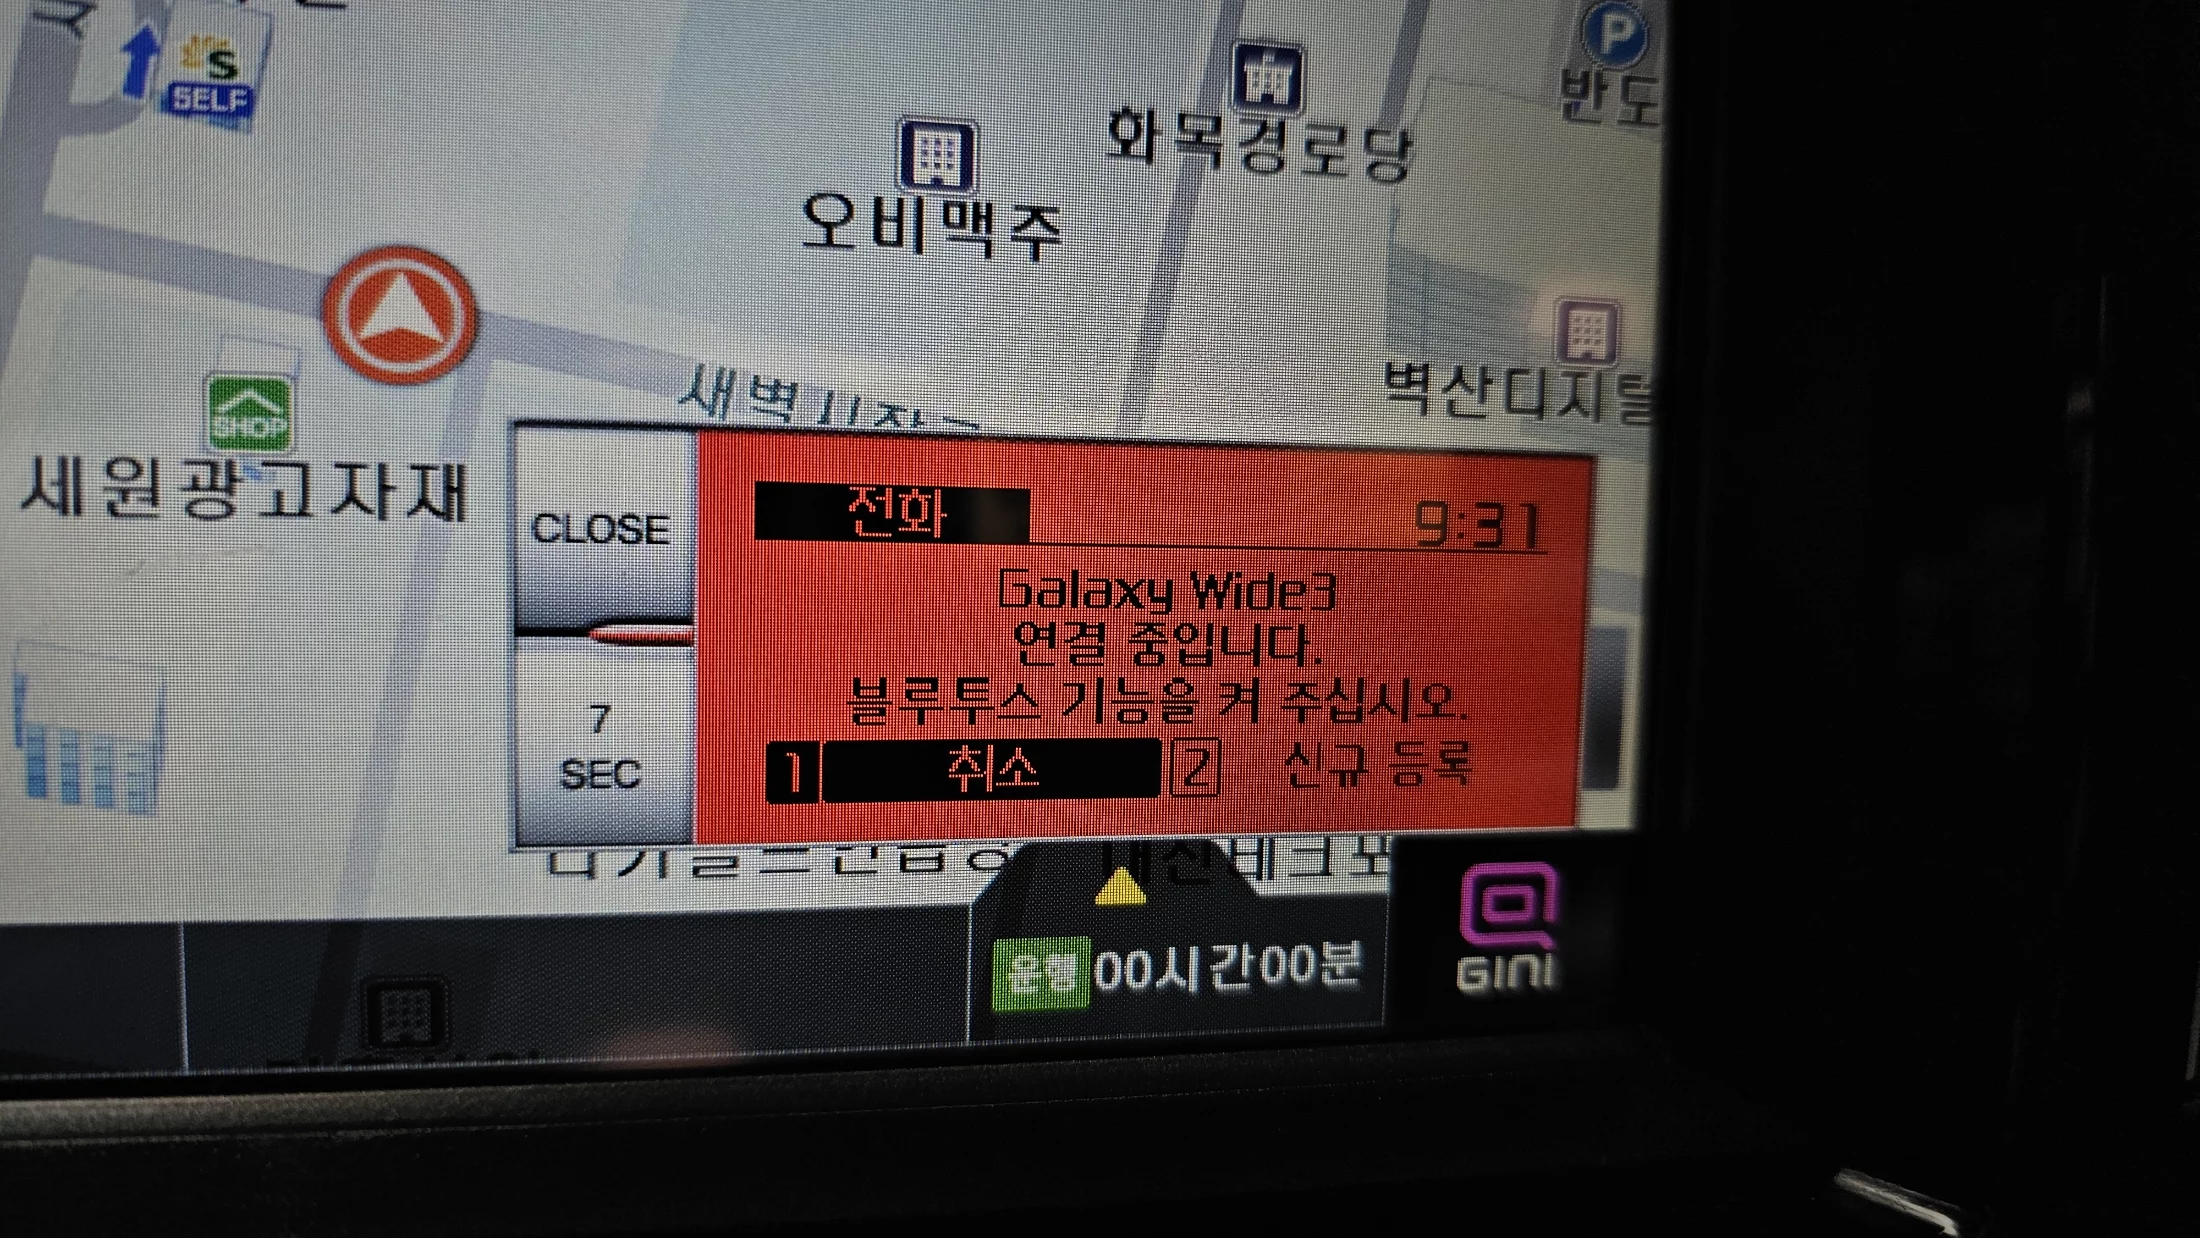 S
SELF
P
반도
화목경로당
오비맥주
벽산디지털
새벽
SHOP
세원광고자재
CLOSE
7
SEC
전화
9:31
Galaxy Wide3
연결 중입니다.
블루투스 기능을 켜 주십시오.
1 취소 2 신규 등록
운행 00시간00분
GINI